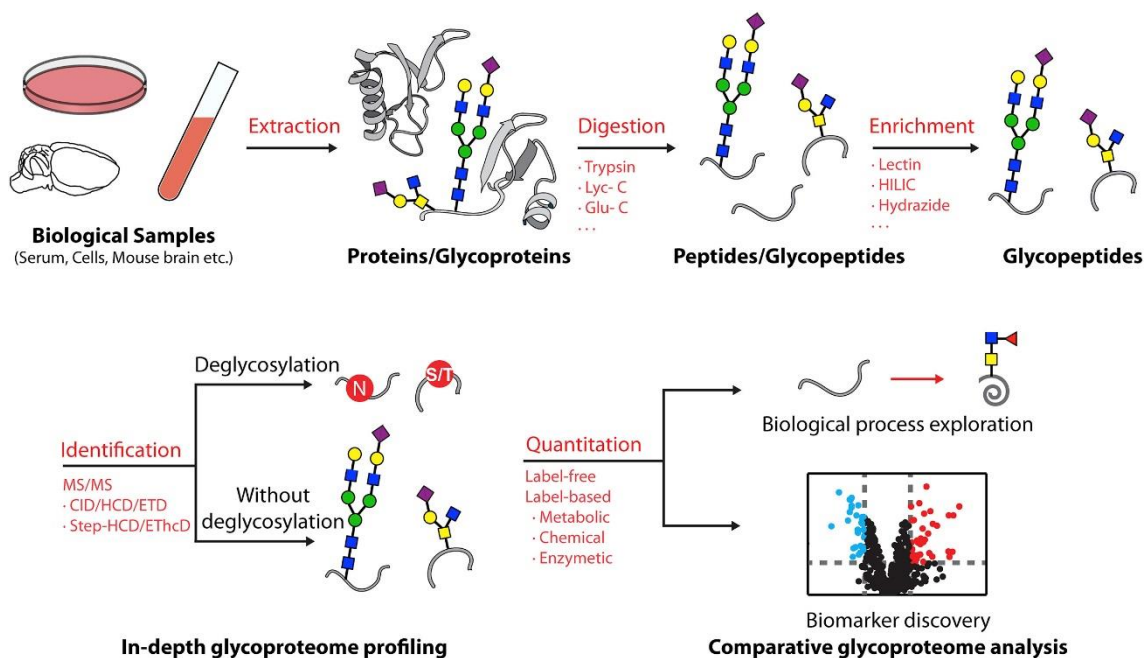 Extraction
Digestion
· Trypsin
· Lyc- C
· Glu- C
· . .
Enrichment
· Lectin
· HILIC
· Hydrazide
· . .
Biological Samples
(Serum, Cells, Mouse brain etc.)
Proteins/Glycoproteins
Peptides/Glycopeptides
Glycopeptides
Identification
MS/MS
· CID/HCD/ETD
· Step-HCD/EThcD
Deglycosylation
N
S/T
Without
deglycosylation
In-depth glycoproteome profiling
Quantitation
Label-free
Label-based
· Metabolic
· Chemical
· Enzymetic
Biological process exploration
Biomarker discovery
Comparative glycoproteome analysis